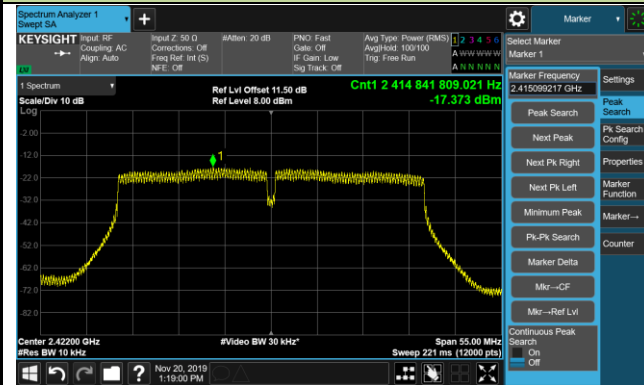 Spectrum Analyzer 1
Swept SA
+
Marker
KEYSIGHT
Input: RF
Coupling: AC
Align: Auto
Input Z: 50 Ω
Corrections: Off
Freq Ref: Int (S)
NFE: Off
#Atten: 20 dB
PNO: Fast
Gate: Off
IF Gain: Low
Sig Track: Off
Avg Type: Power (RMS)
Avg|Hold: 100/100
Trig: Free Run
1 2 3 4 5 6
A W W W W W
A N N N N N
Select Marker
Marker 1
Marker Frequency
2.415099217 GHz
Settings
Peak Search
Peak
Search
Next Peak
Pk Search
Config
Next Pk Right
Properties
Next Pk Left
Marker
Function
Minimum Peak
Marker→
Pk-Pk Search
Counter
Marker Delta
Mkr→CF
Mkr→Ref Lvl
Continuous Peak
Search
On
Off
1 Spectrum
Scale/Div 10 dB
Ref Lvl Offset 11.50 dB
Ref Level 8.00 dBm
Cnt1 2 414 841 809.021 Hz
-17.373 dBm
Log
-2.00
-12.0
-22.0
-32.0
-42.0
-52.0
-62.0
-72.0
-82.0
1
Center 2.42200 GHz
#Res BW 10 kHz
#Video BW 30 kHz*
Span 55.00 MHz
Sweep 221 ms (12000 pts)
?
Nov 20, 2019
1:19:00 PM